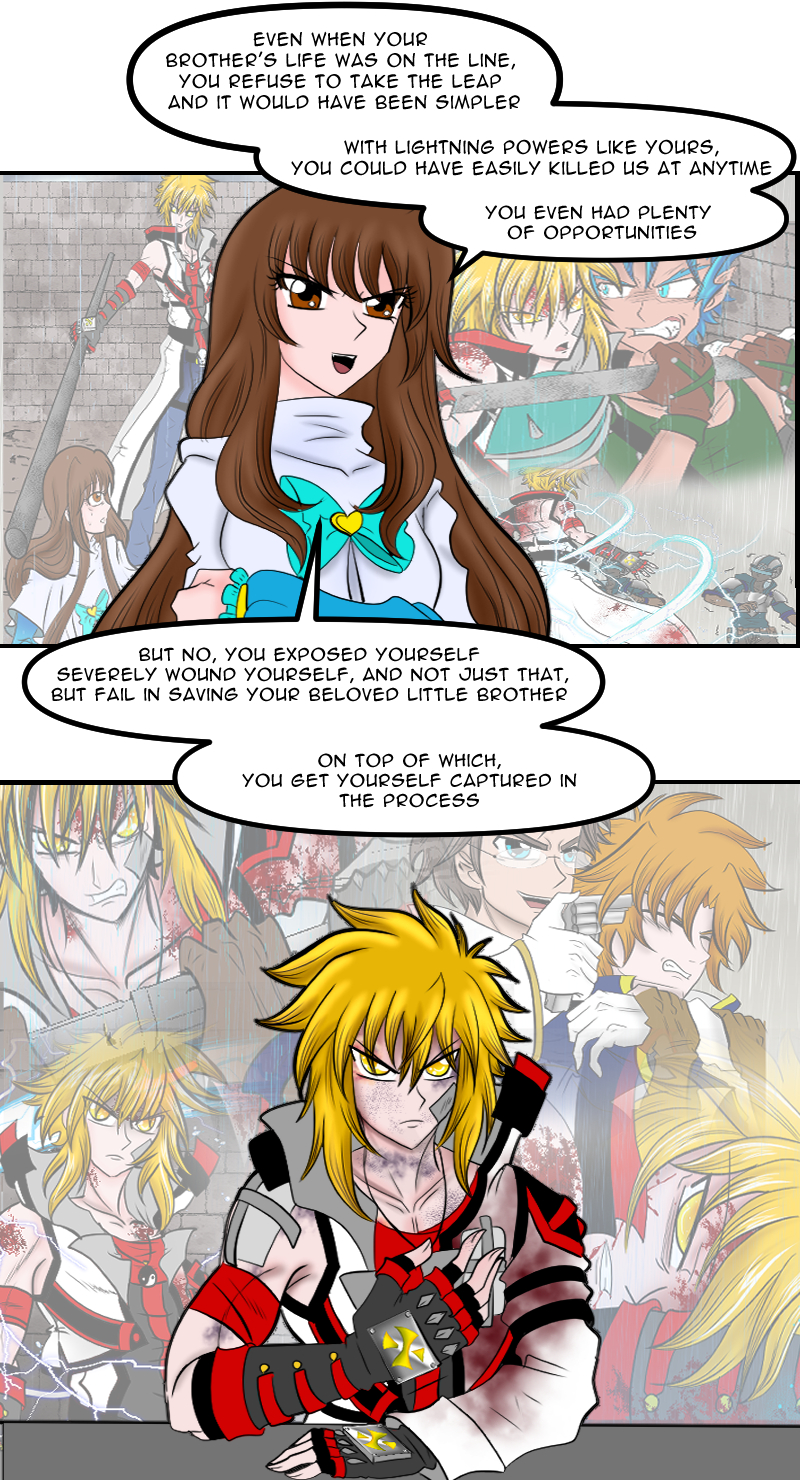 EVEN WHEN YOUR
BROTHER'S LIFE WAS ON THE LINE,
YOU REFUSE TO TAKE THE LEAP
AND IT WOULD HAVE BEEN SIMPLER
WITH LIGHTNING POWERS LIKE YOURS,
YOU COULD HAVE EASILY KILLED US AT ANYTIME
YOU EVEN HAD PLENTY
OF OPPORTUNITIES
BUT NO, YOU EXPOSED YOURSELF
SEVERELY WOUND YOURSELF, AND NOT JUST THAT,
BUT FAIL IN SAVING YOUR BELOVED LITTLE BROTHER
ON TOP OF WHICH,
YOU GET YOURSELF CAPTURED IN
THE PROCESS